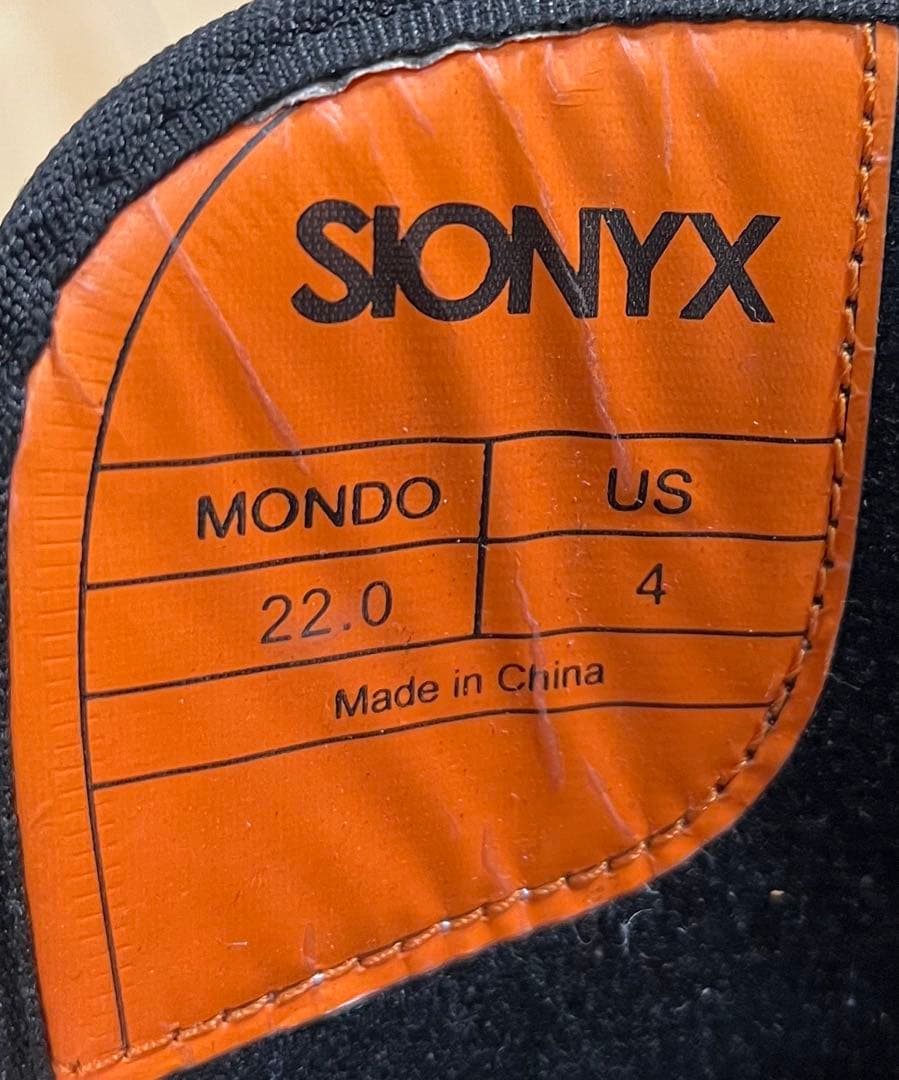 SIONYX
MONDO US
22.0 4
Made in China